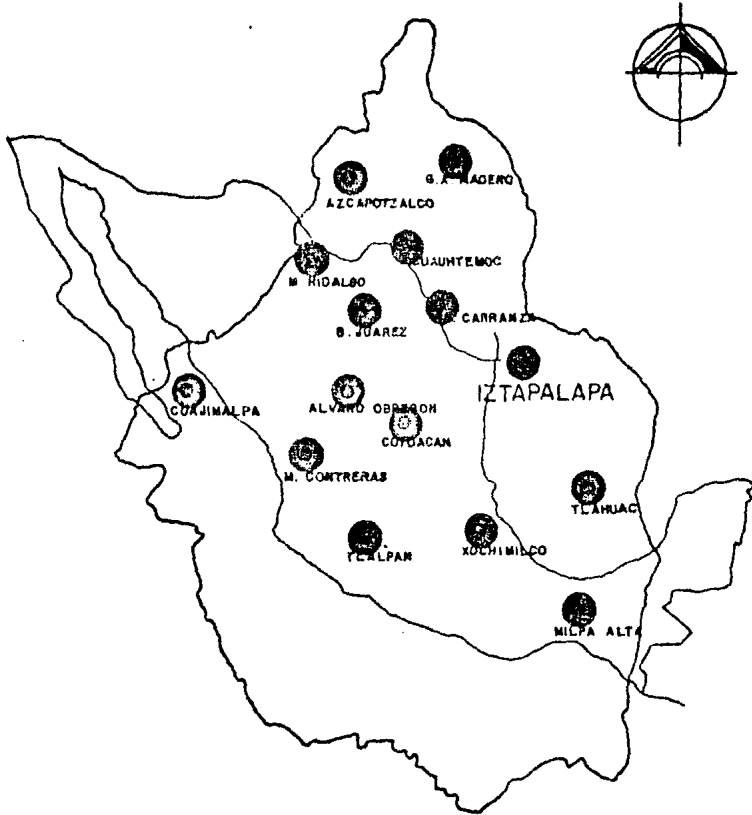 G.A. MADERO
AZCAPOTZALCO
CUAUHTEMOC
M HIDALGO
CARRANZA
B. JUAREZ
IZTAPALAPA
CUAJIMALPA
ALVARO OBREGON
COYOACAN
M. CONTRERAS
TLAHUAC
TLALPAN
XOCHIMILCO
MILPA ALTA